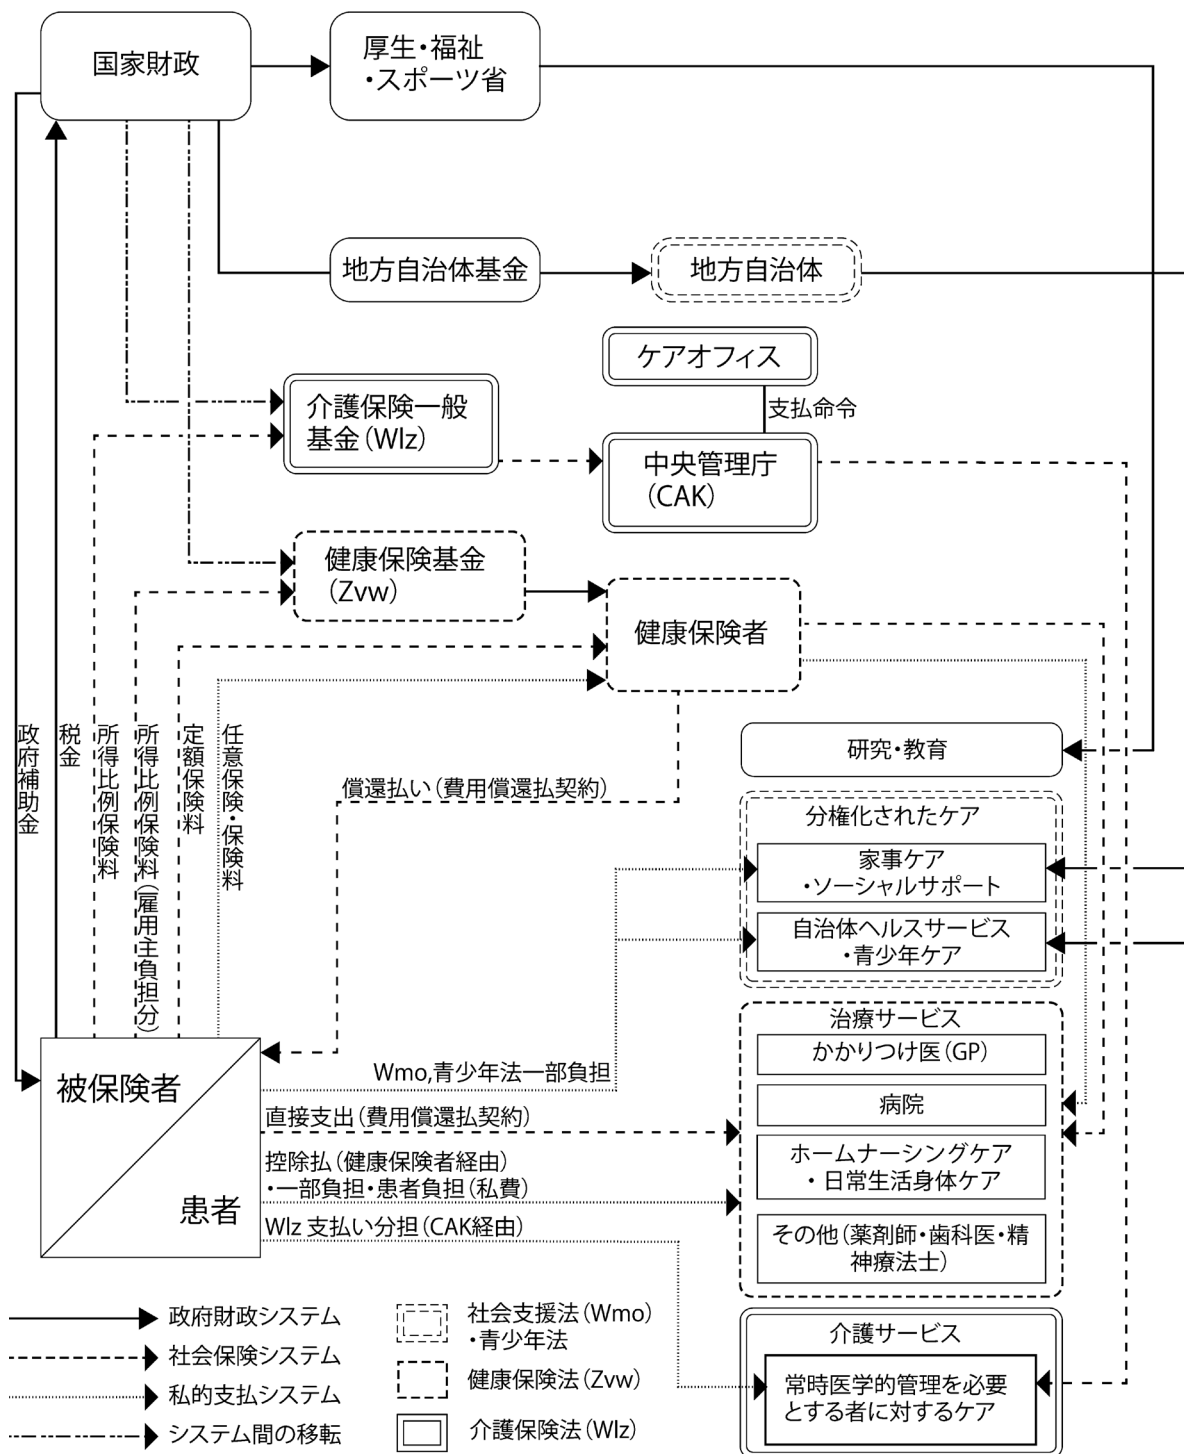 国家財政
厚生・福祉
・スポーツ省
地方自治体基金
地方自治体
ケアオフィス
支払命令
介護保険一般
基金(Wlz)
中央管理庁
(CAK)
健康保険基金
(Zvw)
健康保険者
政府補助金
税金
所得比例保険料
所得比例保険料(雇用主負担分)
定額保険料
任意保険・保険料
償還払い(費用償還払契約)
研究・教育
分権化されたケア
家事ケア
・ソーシャルサポート
自治体ヘルスサービス
・青少年ケア
治療サービス
かかりつけ医(GP)
病院
ホームナーシングケア
・日常生活身体ケア
その他(薬剤師・歯科医・精
神療法士)
被保険者
患者
Wmo,青少年法一部負担
直接支出(費用償還払契約)
控除払(健康保険者経由)
・一部負担・患者負担(私費)
Wlz 支払い分担(CAK経由)
介護サービス
常時医学的管理を必要
とする者に対するケア
政府財政システム
社会保険システム
私的支払システム
システム間の移転
社会支援法(Wmo)
・青少年法
健康保険法(Zvw)
介護保険法(Wlz)